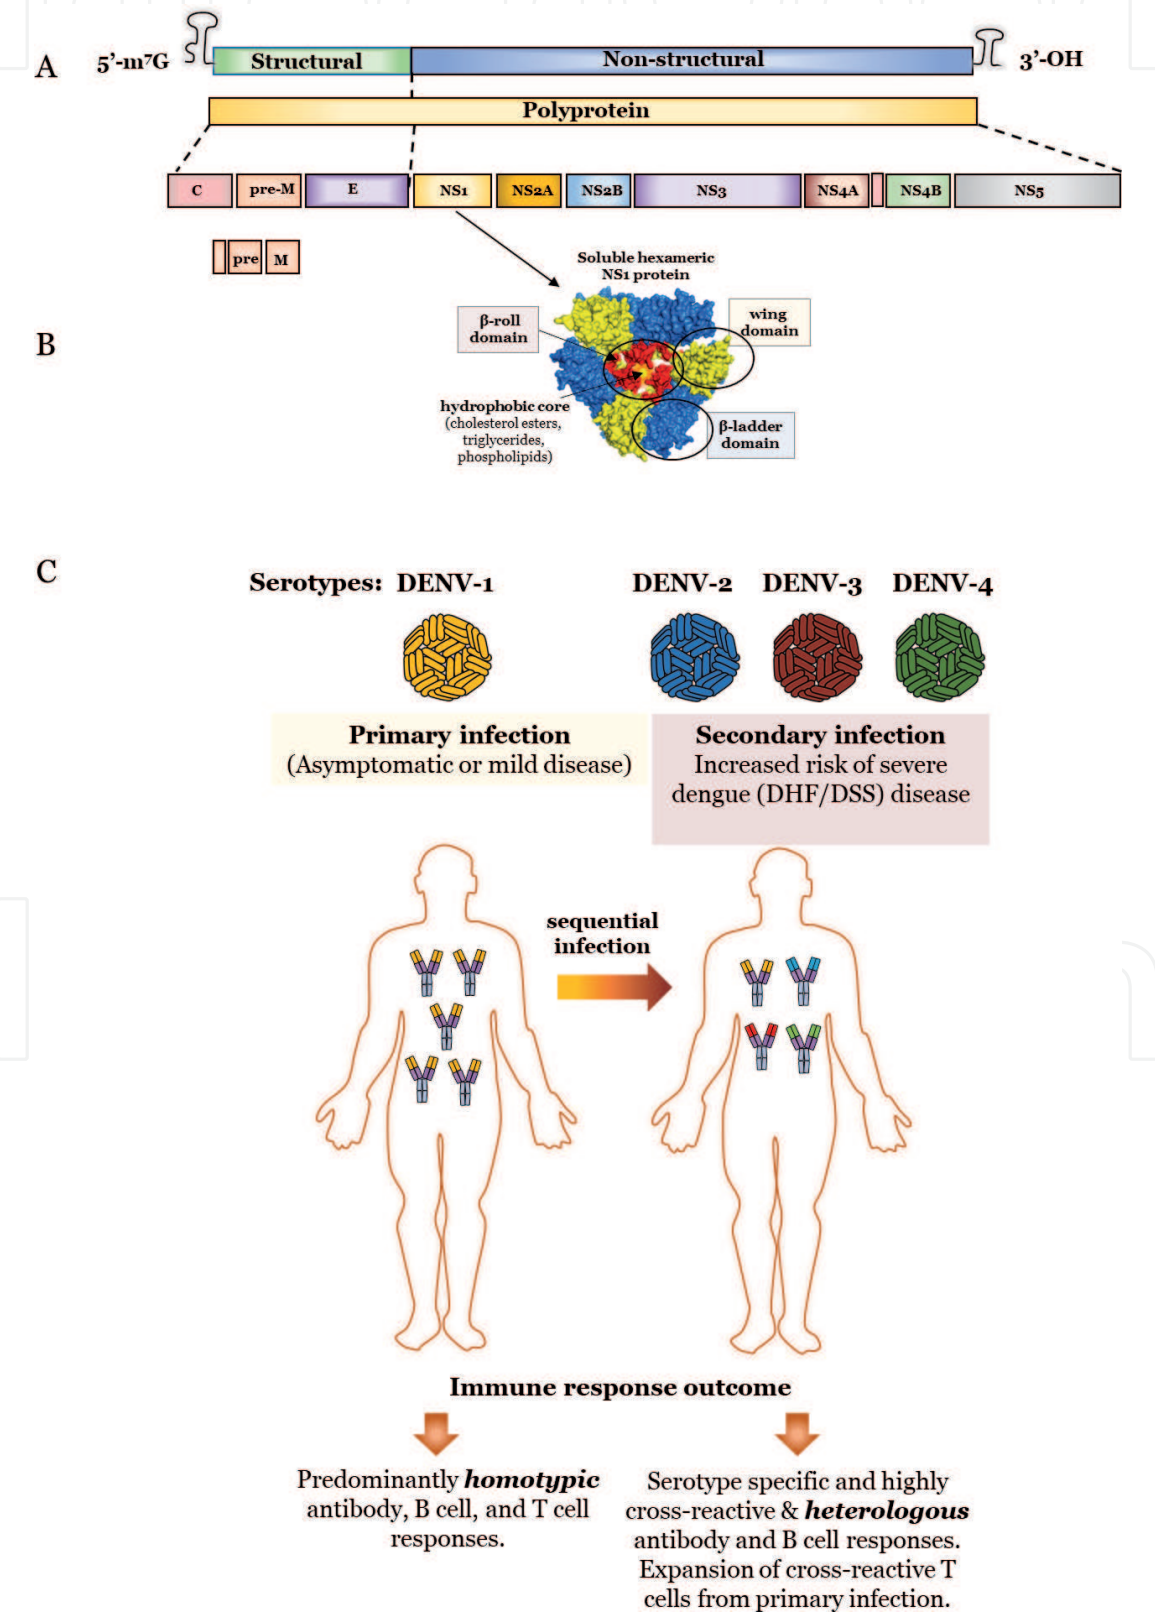 A
5’-m⁷G
Structural
Non-structural
3’-OH
Polyprotein
C
pre-M
E
NS1
NS2A
NS2B
NS3
NS4A
NS4B
NS5
pre
M
B
Soluble hexameric
NS1 protein
β-roll
domain
wing
domain
hydrophobic core
(cholesterol esters,
triglycerides,
phospholipids)
β-ladder
domain
C
Serotypes: DENV-1 DENV-2 DENV-3 DENV-4
Primary infection
(Asymptomatic or mild disease)
Secondary infection
Increased risk of severe
dengue (DHF/DSS) disease
sequential
infection
Immune response outcome
Predominantly homotypic
antibody, B cell, and T cell
responses.
Serotype specific and highly
cross-reactive & heterologous
antibody and B cell responses.
Expansion of cross-reactive T
cells from primary infection.